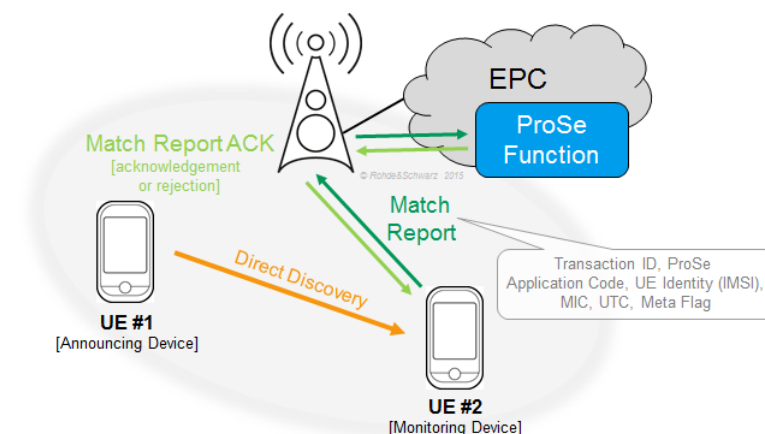 EPC
ProSe
Function
Match Report ACK
[acknowledgement
or rejection]
© Rohde&Schwarz 2015
Match
Report
Direct Discovery
Transaction ID, ProSe
Application Code, UE Identity (IMSI),
MIC, UTC, Meta Flag
UE #1
[Announcing Device]
UE #2
[Monitoring Device]